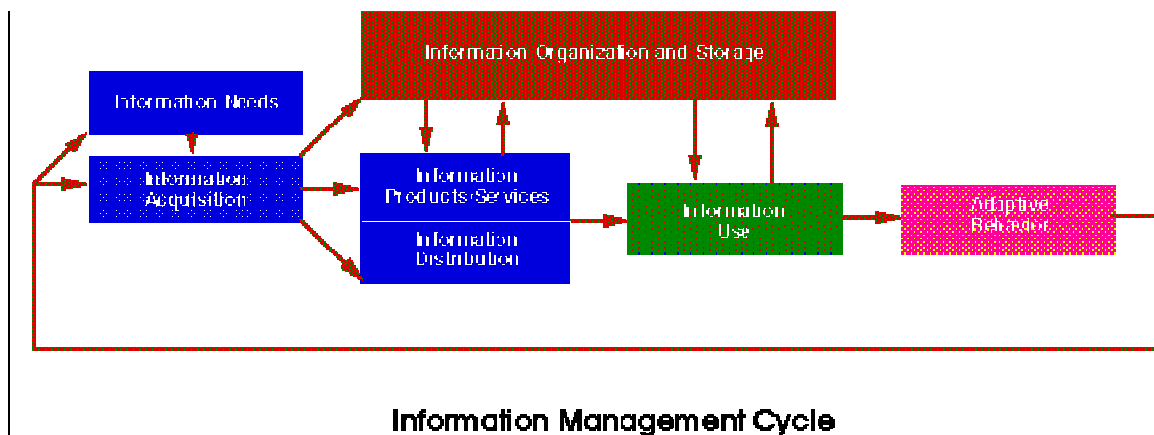 Information Organization and Storage
Information Needs
Information
Acquisition
Information
Products/Services
Information
Distribution
Information
Use
Adaptive
Behavior
Information Management Cycle